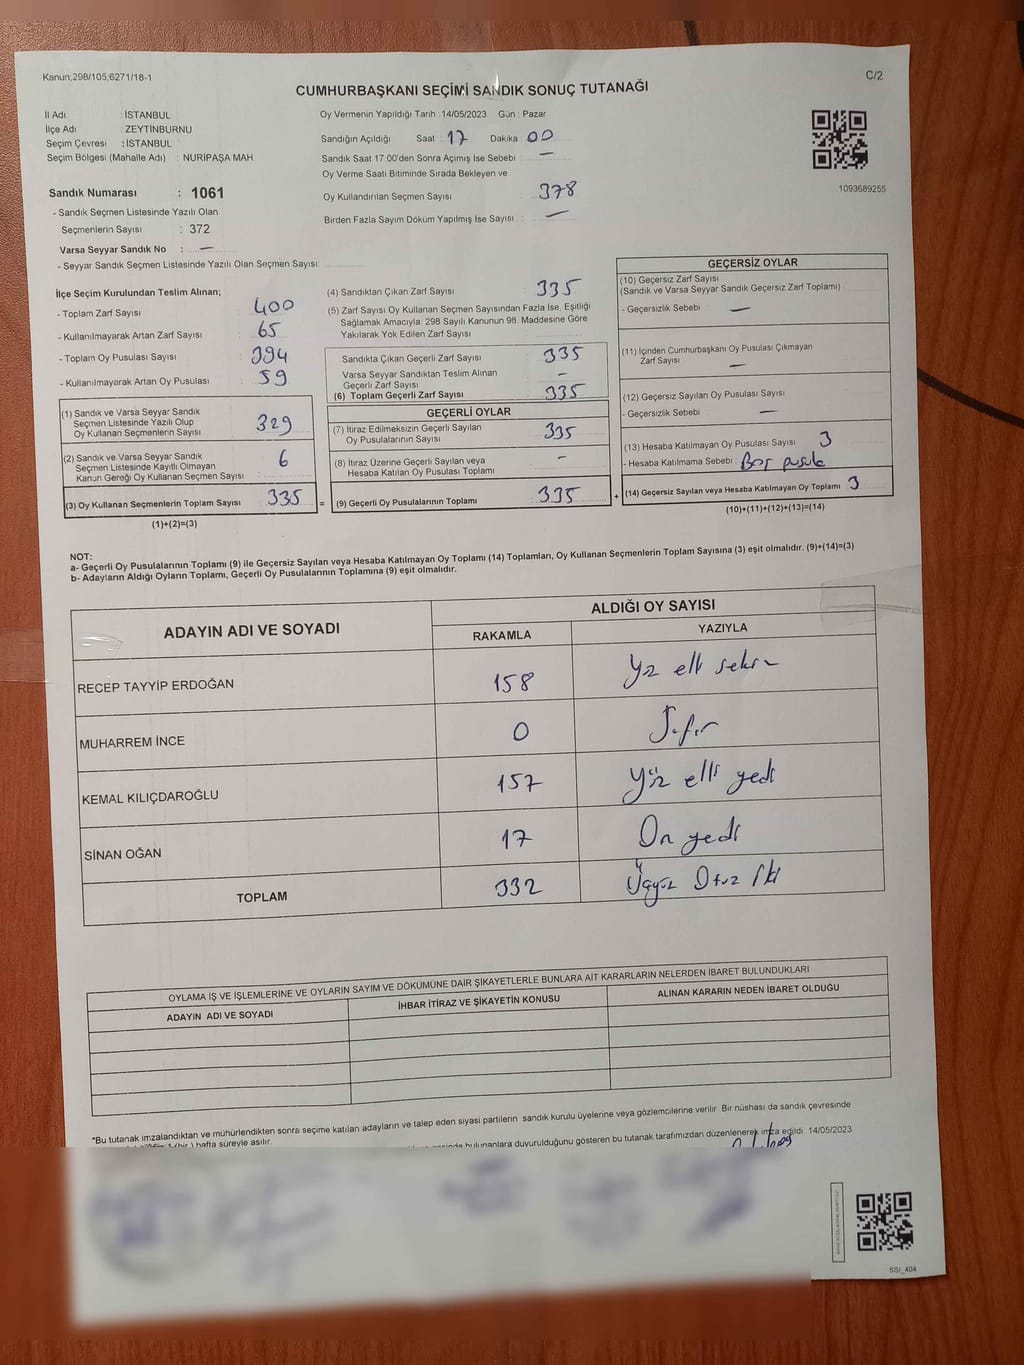 Kanun;298/105;6271/18-1
C/2
CUMHURBAŞKANI SEÇİMİ SANDIK SONUÇ TUTANAĞI
İl Adı : İSTANBUL
İlçe Adı : ZEYTİNBURNU
Seçim Çevresi : İSTANBUL
Seçim Bölgesi (Mahalle Adı) : NURİPAŞA MAH.
Sandık Numarası : 1061
- Sandık Seçmen Listesinde Yazılı Olan
Seçmenlerin Sayısı : 372
Varsa Seyyar Sandık No : —
- Seyyar Sandık Seçmen Listesinde Yazılı Olan Seçmen Sayısı:
Oy Vermenin Yapıldığı Tarih :14/05/2023 Gün : Pazar
Sandığın Açıldığı Saat : 17 Dakika : 00
Sandık Saat 17:00'den Sonra Açımış İse Sebebi : —
Oy Verme Saati Bitiminde Sırada Bekleyen ve
Oy Kullandırılan Seçmen Sayısı : 378
Birden Fazla Sayım Döküm Yapılmış İse Sayısı : —
1093689255
İlçe Seçim Kurulundan Teslim Alınan;
- Toplam Zarf Sayısı : 400
- Kullanılmayarak Artan Zarf Sayısı : 65
- Toplam Oy Pusulası Sayısı : 394
- Kullanılmayarak Artan Oy Pusulası : 59
(1) Sandık ve Varsa Seyyar Sandık
Seçmen Listesinde Yazılı Olup
Oy Kullanan Seçmenlerin Sayısı : 329
(2) Sandık ve Varsa Seyyar Sandık
Seçmen Listesinde Kayıtlı Olmayan
Kanun Gereği Oy Kullanan Seçmen Sayısı : 6
(3) Oy Kullanan Seçmenlerin Toplam Sayısı 335 =
(1)+(2)=(3)
(4) Sandıktan Çıkan Zarf Sayısı : 335
(5) Zarf Sayısı Oy Kullanan Seçmen Sayısından Fazla İse, Eşitliği
Sağlamak Amacıyla: 298 Sayılı Kanunun 98. Maddesine Göre
Yakılarak Yok Edilen Zarf Sayısı :
Sandıkta Çıkan Geçerli Zarf Sayısı : 335
Varsa Seyyar Sandıktan Teslim Alınan
Geçerli Zarf Sayısı : -
(6) Toplam Geçerli Zarf Sayısı : 335
GEÇERLİ OYLAR
(7) İtiraz Edilmeksizin Geçerli Sayılan
Oy Pusulalarının Sayısı : 335
(8) İtiraz Üzerine Geçerli Sayılan veya
Hesaba Katılan Oy Pusulası Toplamı : -
(9) Geçerli Oy Pusulalarının Toplamı : 335 +
GEÇERSİZ OYLAR
(10) Geçersiz Zarf Sayısı
(Sandık ve Varsa Seyyar Sandık Geçersiz Zarf Toplamı)
- Geçersizlik Sebebi : —
(11) İçinden Cumhurbaşkanı Oy Pusulası Çıkmayan
Zarf Sayısı : —
(12) Geçersiz Sayılan Oy Pusulası Sayısı :
- Geçersizlik Sebebi : —
(13) Hesaba Katılmayan Oy Pusulası Sayısı : 3
- Hesaba Katılmama Sebebi : Boş pusula
(14) Geçersiz Sayılan veya Hesaba Katılmayan Oy Toplamı : 3
(10)+(11)+(12)+(13)=(14)
NOT:
a- Geçerli Oy Pusulalarının Toplamı (9) ile Geçersiz Sayılan veya Hesaba Katılmayan Oy Toplamı (14) Toplamları, Oy Kullanan Seçmenlerin Toplam Sayısına (3) eşit olmalıdır. (9)+(14)=(3)
b- Adayların Aldığı Oyların Toplamı, Geçerli Oy Pusulalarının Toplamına (9) eşit olmalıdır.
ADAYIN ADI VE SOYADI
ALDIĞI OY SAYISI
RAKAMLA YAZIYLA
RECEP TAYYİP ERDOĞAN 158 Yüz elli sekiz
MUHARREM İNCE 0 Sıfır
KEMAL KILIÇDAROĞLU 157 Yüz elli yedi
SİNAN OĞAN 17 On yedi
TOPLAM 332 Üçyüz Otuz İki
OYLAMA İŞ VE İŞLEMLERİNE VE OYLARIN SAYIM VE DÖKÜMÜNE DAİR ŞİKAYETLERLE BUNLARA AİT KARARLARIN NELERDEN İBARET BULUNDUKLARI
ADAYIN ADI VE SOYADI İHBAR İTİRAZ VE ŞİKAYETİN KONUSU ALINAN KARARIN NEDEN İBARET OLDUĞU
*Bu tutanak imzalandıktan ve mühürlendikten sonra seçime katılan adayların ve talep eden siyasi partilerin sandık kurulu üyelerine veya gözlemcilerine verilir. Bir nüshası da sandık çevresinde
hafta süreyle asılır. bulunanlara duyurulduğunu gösteren bu tutanak tarafımızdan düzenlenerek imza edildi. 14/05/2023
SSI_404